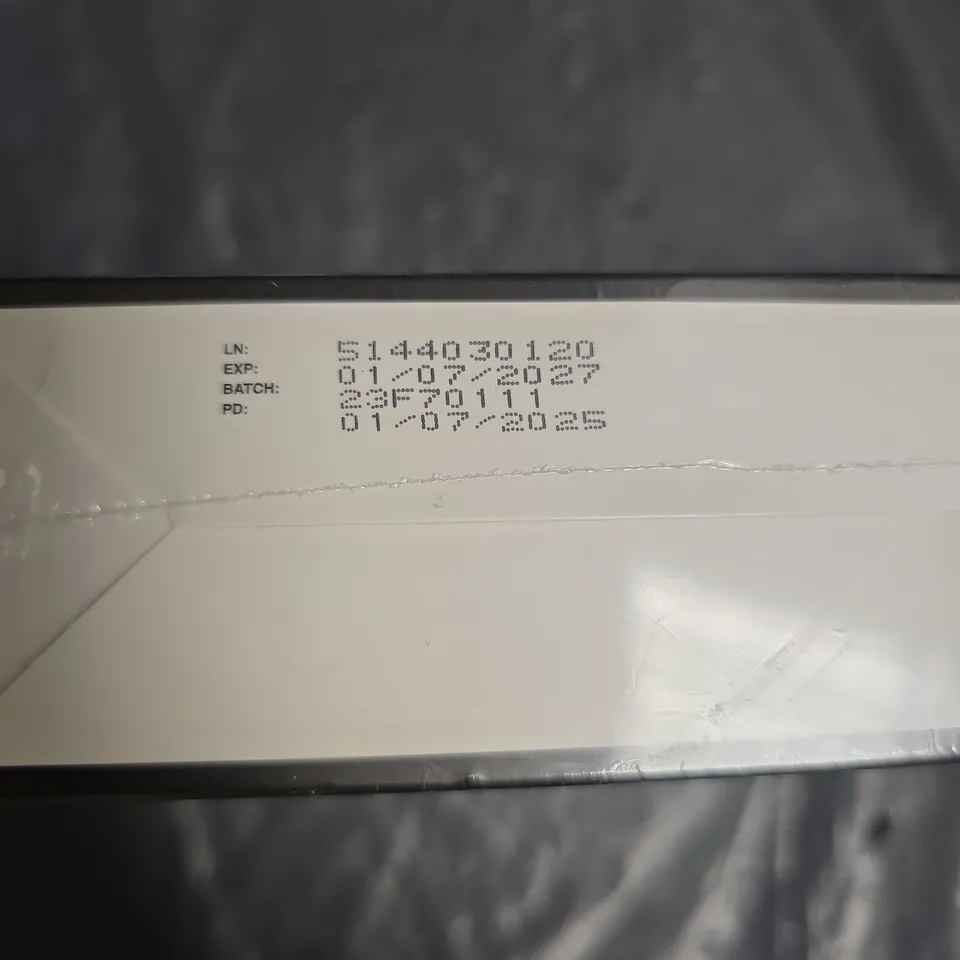 LN: 5144030120
EXP: 01/07/2027
BATCH: 23F70111
PD: 01/07/2025